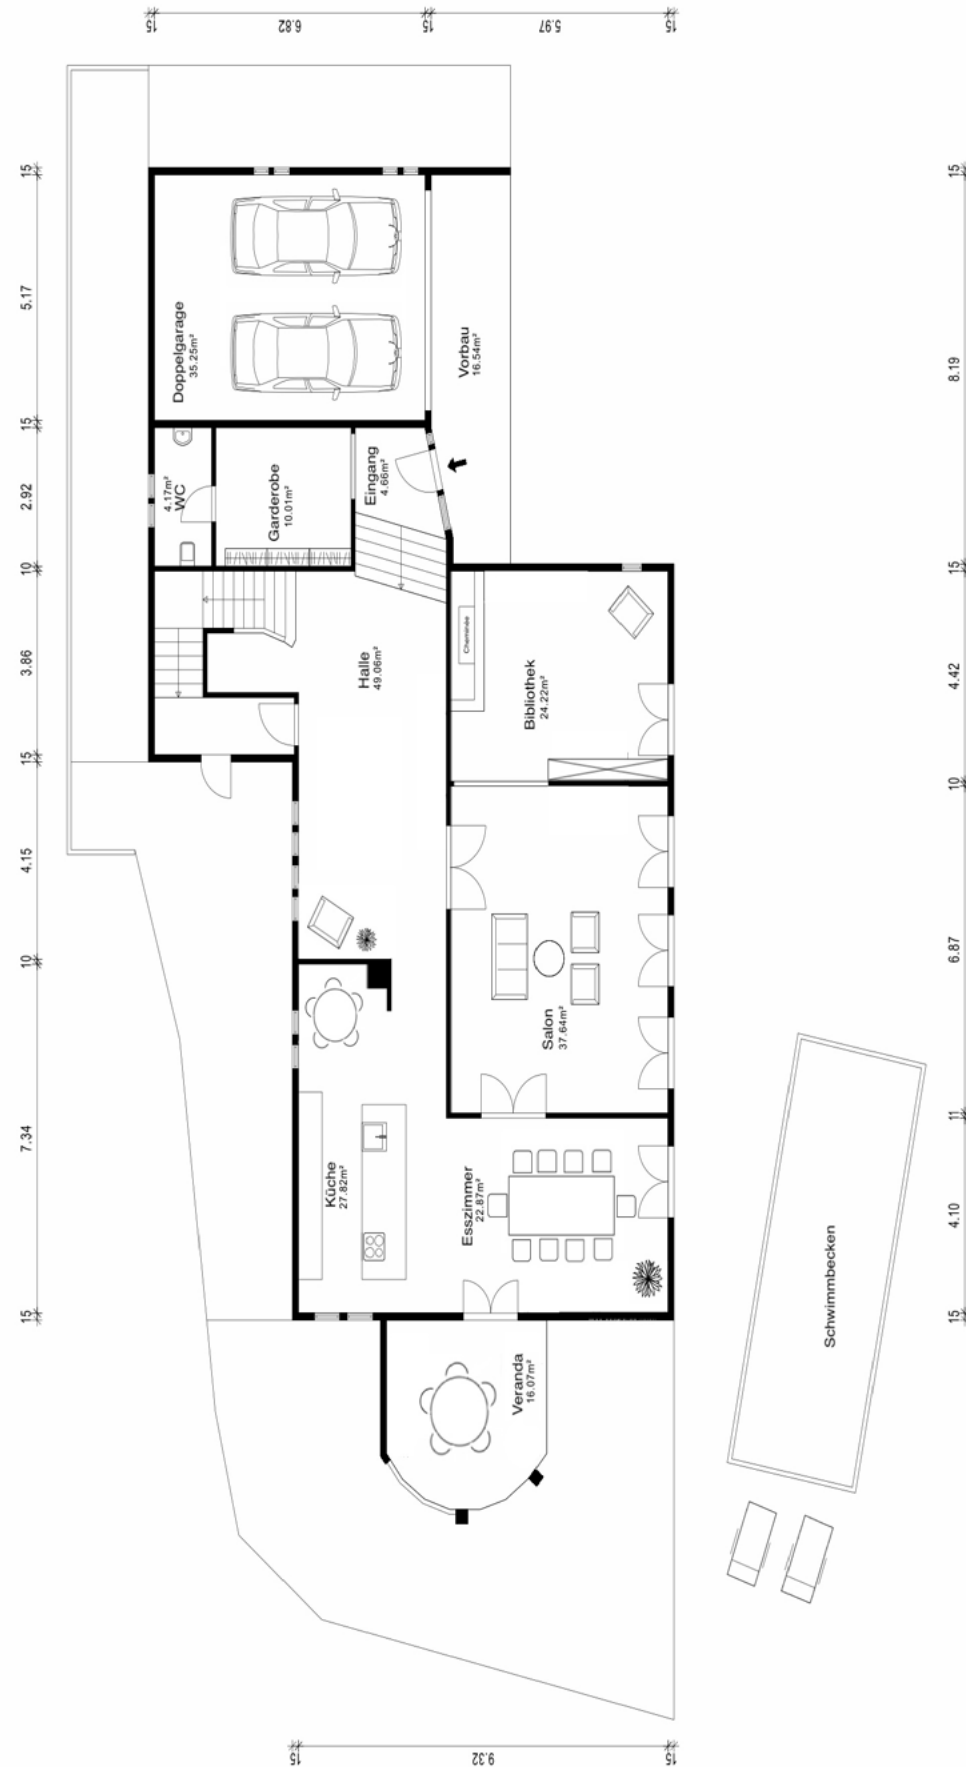 15
6.82
15
5.97
15
15
5.17
15
2.92
10
3.86
15
4.15
10
7.34
15
15
8.19
15
4.42
10
6.87
11
4.10
15
Doppelgarage
35.25m²
Vorbau
16.54m²
4.17m²
WC
Garderobe
10.01m²
Eingang
4.66m²
Halle
49.06m²
Cheminée
Bibliothek
24.22m²
Salon
37.64m²
Küche
27.82m²
Esszimmer
22.87m²
Veranda
16.07m²
Schwimmbecken
15
9.32
15